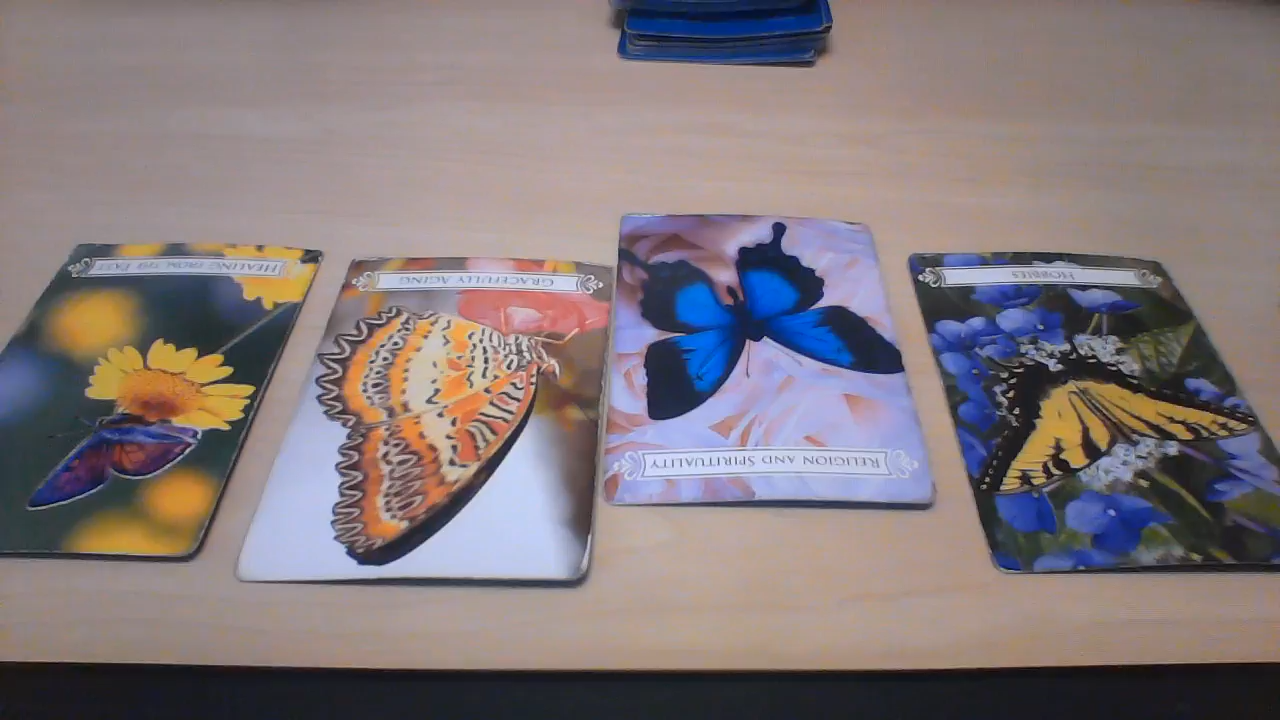 HEALING FROM THE PAST
GRACEFULLY AGING
RELIGION AND SPIRITUALITY
HOBBIES